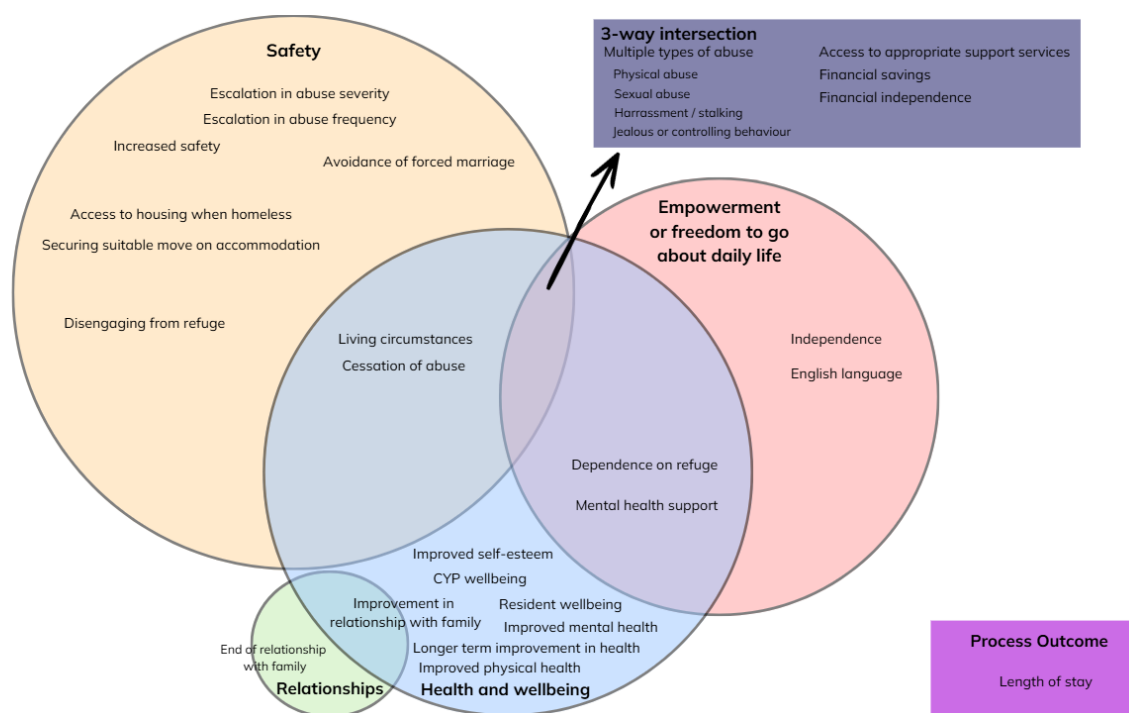 Safety
Escalation in abuse severity
Escalation in abuse frequency
Increased safety
Avoidance of forced marriage
Access to housing when homeless
Securing suitable move on accommodation
Disengaging from refuge
Living circumstances
Cessation of abuse
3-way intersection
Multiple types of abuse
Physical abuse
Sexual abuse
Harrassment / stalking
Jealous or controlling behaviour
Access to appropriate support services
Financial savings
Financial independence
Empowerment
or freedom to go
about daily life
Independence
English language
Dependence on refuge
Mental health support
Improved self-esteem
CYP wellbeing
Improvement in
relationship with family
Resident wellbeing
Improved mental health
Longer term improvement in health
Improved physical health
Health and wellbeing
End of relationship
with family
Relationships
Process Outcome
Length of stay